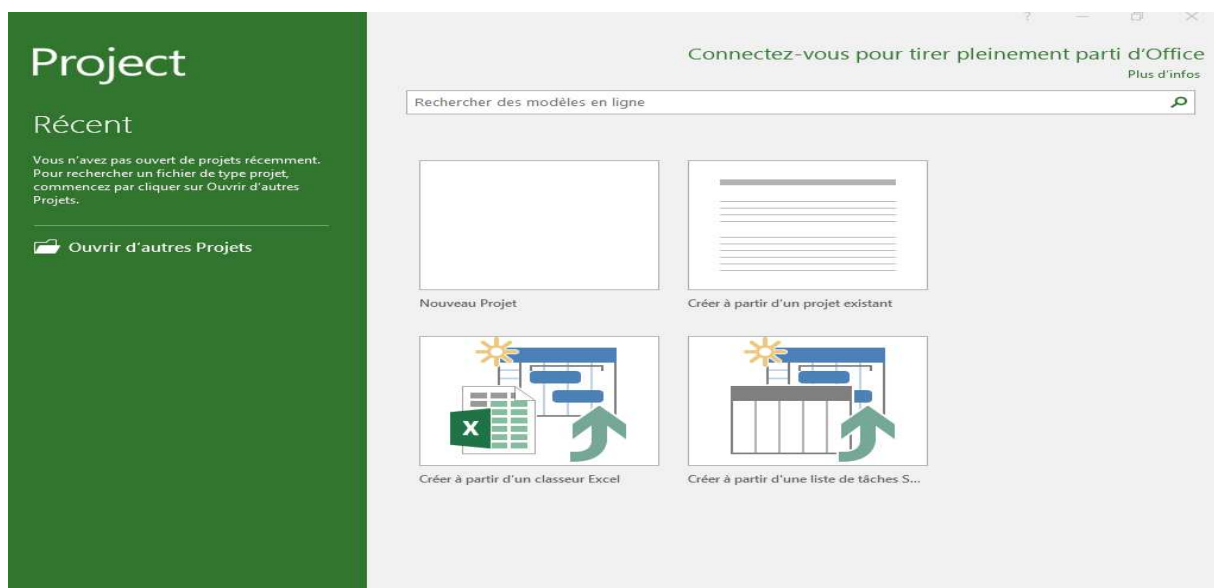 Project
Récent
Vous n'avez pas ouvert de projets récemment.
Pour rechercher un fichier de type projet,
commencez par cliquer sur Ouvrir d'autres
Projets.
Ouvrir d'autres Projets
?
Connectez-vous pour tirer pleinement parti d'Office
Plus d'infos
Rechercher des modèles en ligne
Nouveau Projet
Créer à partir d'un projet existant
X
Créer à partir d'un classeur Excel
Créer à partir d'une liste de tâches S...